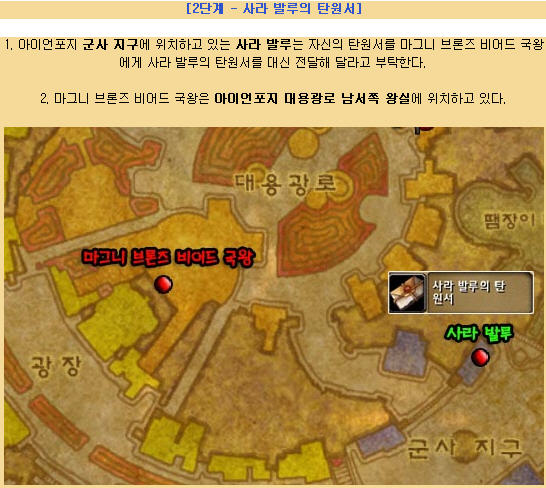 [2단계 - 사라 발루의 탄원서]
1. 아이언포지 군사 지구에 위치하고 있는 사라 발루는 자신의 탄원서를 마그니 브론즈 비어드 국왕
에게 사라 발루의 탄원서를 대신 전달해 달라고 부탁한다.
2. 마그니 브론즈 비어드 국왕은 아이언포지 대용광로 남서쪽 왕실에 위치하고 있다.
대용광로
땜장이
마그니 브론즈 비어드 국왕
사라 발루의 탄
원서
사라 발루
광장
군사 지구